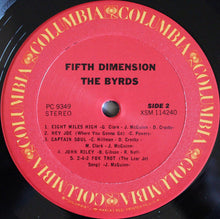 COLUMBIA COLUMBIA COLUMBIA COLUMBIA COLUMBIA COLUMBIA
FIFTH DIMENSION
THE BYRDS
PC 9349
STEREO
SIDE 2
XSM 114240
1. EIGHT MILES HIGH - G. Clark - J. McGuinn - D. Crosby -
2. HEY JOE (Where You Gonna Go) - C. Powers -
3. CAPTAIN SOUL - C. Hillman - D. Crosby - J. McGuinn -
M. Clark -
4. JOHN RILEY - B. Gibson - R. Neff -
5. 2-4-2 FOX TROT (The Lear Jet
Song) - J. McGuinn -